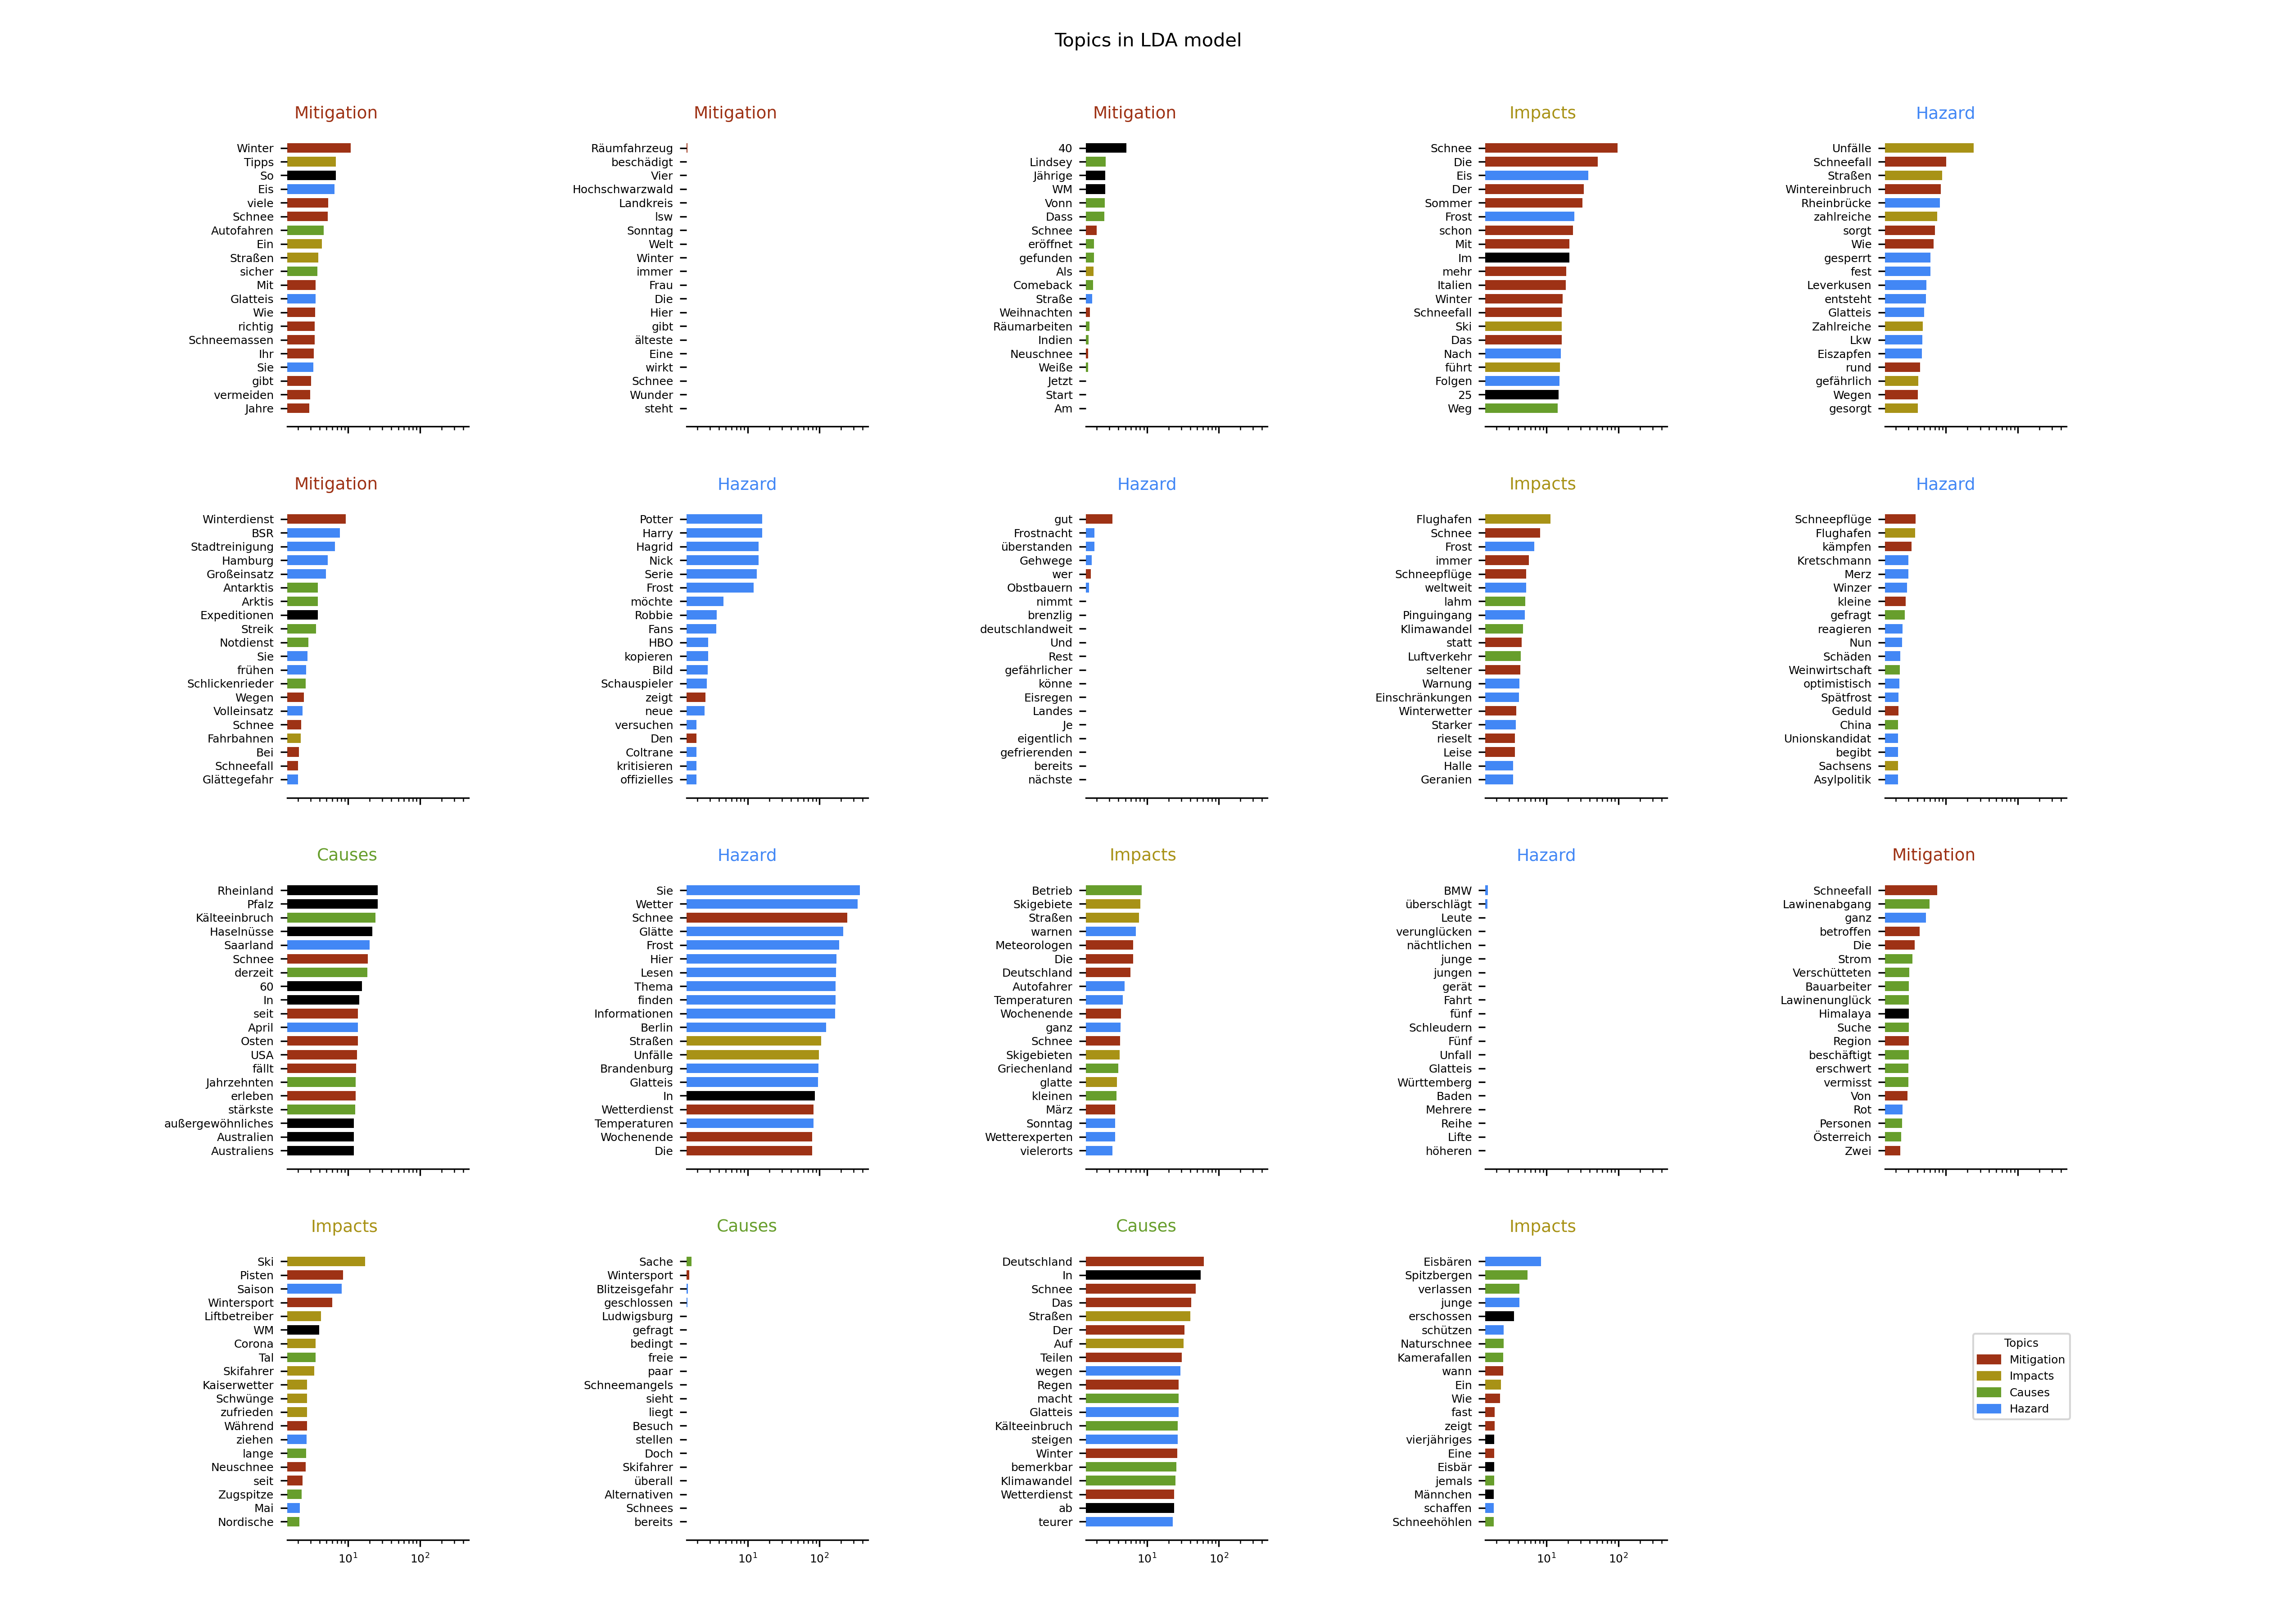 Topics in LDA model
Mitigation
Winter
Tipps
So
Eis
viele
Schnee
Autofahren
Ein
Straßen
sicher
Mit
Glatteis
Wie
richtig
Schneemassen
Ihr
Sie
gibt
vermeiden
Jahre
Mitigation
Räumfahrzeug
beschädigt
Vier
Hochschwarzwald
Landkreis
lsw
Sonntag
Welt
Winter
immer
Frau
Die
Hier
gibt
älteste
Eine
wirkt
Schnee
Wunder
steht
Mitigation
40
Lindsey
Jährige
WM
Vonn
Dass
Schnee
eröffnet
gefunden
Als
Comeback
Straße
Weihnachten
Räumarbeiten
Indien
Neuschnee
Weiße
Jetzt
Start
Am
Impacts
Schnee
Die
Eis
Der
Sommer
Frost
schon
Mit
Im
mehr
Italien
Winter
Schneefall
Ski
Das
Nach
führt
Folgen
25
Weg
Hazard
Unfälle
Schneefall
Straßen
Wintereinbruch
Rheinbrücke
zahlreiche
sorgt
Wie
gesperrt
fest
Leverkusen
entsteht
Glatteis
Zahlreiche
Lkw
Eiszapfen
rund
gefährlich
Wegen
gesorgt
Mitigation
Winterdienst
BSR
Stadtreinigung
Hamburg
Großeinsatz
Antarktis
Arktis
Expeditionen
Streik
Notdienst
Sie
frühen
Schlickenrieder
Wegen
Volleinsatz
Schnee
Fahrbahnen
Bei
Schneefall
Glättegefahr
Hazard
Potter
Harry
Hagrid
Nick
Serie
Frost
möchte
Robbie
Fans
HBO
kopieren
Bild
Schauspieler
zeigt
neue
versuchen
Den
Coltrane
kritisieren
offizielles
Hazard
gut
Frostnacht
überstanden
Gehwege
wer
Obstbauern
nimmt
brenzlig
deutschlandweit
Und
Rest
gefährlicher
könne
Eisregen
Landes
Je
eigentlich
gefrierenden
bereits
nächste
Impacts
Flughafen
Schnee
Frost
immer
Schneepflüge
weltweit
lahm
Pinguingang
Klimawandel
statt
Luftverkehr
seltener
Warnung
Einschränkungen
Winterwetter
Starker
rieselt
Leise
Halle
Geranien
Hazard
Schneepflüge
Flughafen
kämpfen
Kretschmann
Merz
Winzer
kleine
gefragt
reagieren
Nun
Schäden
Weinwirtschaft
optimistisch
Spätfrost
Geduld
China
Unionskandidat
begibt
Sachsens
Asylpolitik
Causes
Rheinland
Pfalz
Kälteeinbruch
Haselnüsse
Saarland
Schnee
derzeit
60
In
seit
April
Osten
USA
fällt
Jahrzehnten
erleben
stärkste
außergewöhnliches
Australien
Australiens
Hazard
Sie
Wetter
Schnee
Glätte
Frost
Hier
Lesen
Thema
finden
Informationen
Berlin
Straßen
Unfälle
Brandenburg
Glatteis
In
Wetterdienst
Temperaturen
Wochenende
Die
Impacts
Betrieb
Skigebiete
Straßen
warnen
Meteorologen
Die
Deutschland
Autofahrer
Temperaturen
Wochenende
ganz
Schnee
Skigebieten
Griechenland
glatte
kleinen
März
Sonntag
Wetterexperten
vielerorts
Hazard
BMW
überschlägt
Leute
verunglücken
nächtlichen
junge
jungen
gerät
Fahrt
fünf
Schleudern
Fünf
Unfall
Glatteis
Württemberg
Baden
Mehrere
Reihe
Lifte
höheren
Mitigation
Schneefall
Lawinenabgang
ganz
betroffen
Die
Strom
Verschütteten
Bauarbeiter
Lawinenunglück
Himalaya
Suche
Region
beschäftigt
erschwert
vermisst
Von
Rot
Personen
Österreich
Zwei
Impacts
Ski
Pisten
Saison
Wintersport
Liftbetreiber
WM
Corona
Tal
Skifahrer
Kaiserwetter
Schwünge
zufrieden
Während
ziehen
lange
Neuschnee
seit
Zugspitze
Mai
Nordische
10¹ 10²
Causes
Sache
Wintersport
Blitzeisgefahr
geschlossen
Ludwigsburg
gefragt
bedingt
freie
paar
Schneemangels
sieht
liegt
Besuch
stellen
Doch
Skifahrer
überall
Alternativen
Schnees
bereits
10¹ 10²
Causes
Deutschland
In
Schnee
Das
Straßen
Der
Auf
Teilen
wegen
Regen
macht
Glatteis
Kälteeinbruch
steigen
Winter
bemerkbar
Klimawandel
Wetterdienst
ab
teurer
10¹ 10²
Impacts
Eisbären
Spitzbergen
verlassen
junge
erschossen
schützen
Naturschnee
Kamerafallen
wann
Ein
Wie
fast
zeigt
vierjähriges
Eine
Eisbär
jemals
Männchen
schaffen
Schneehöhlen
10¹ 10²
Topics
Mitigation
Impacts
Causes
Hazard